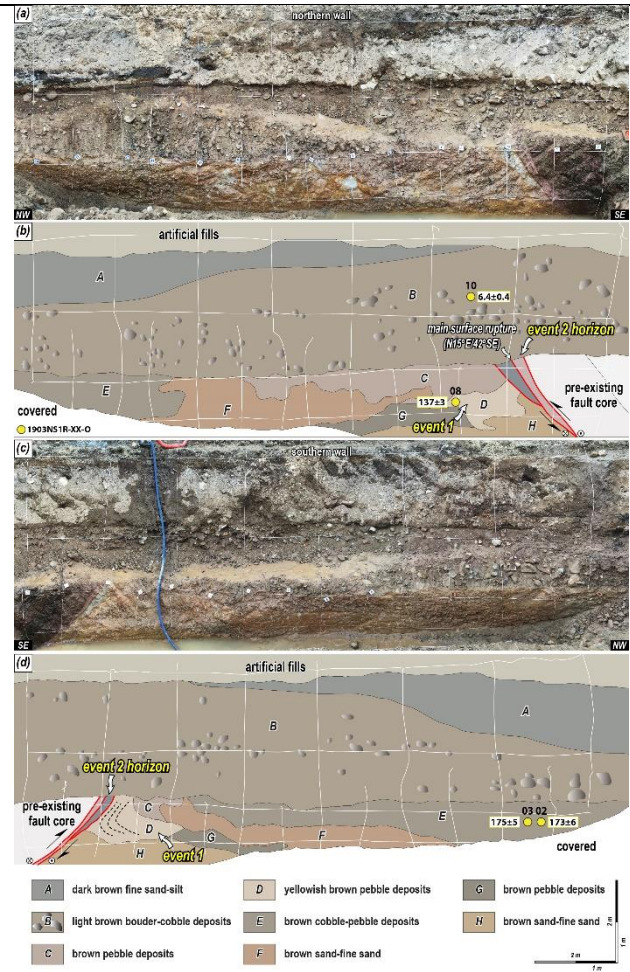 (a)
northern wall
NW
SE
(b)
artificial fills
A
B
10
6.4±0.4
main surface rupture
(N15°E/42°SE)
event 2 horizon
pre-existing
fault core
C
08
137±3
D
E
F
G
H
event 1
covered
1903NS1R-XX-O
(c)
southern wall
SE
NW
(d)
artificial fills
A
B
event 2 horizon
pre-existing
fault core
C
D
E
F
G
H
event 1
03 02
175±5
173±6
covered
A dark brown fine sand-silt
D yellowish brown pebble deposits
G brown pebble deposits
B light brown bouder-cobble deposits
E brown cobble-pebble deposits
H brown sand-fine sand
C brown pebble deposits
F brown sand-fine sand
2 m
1 m
2 m
1 m